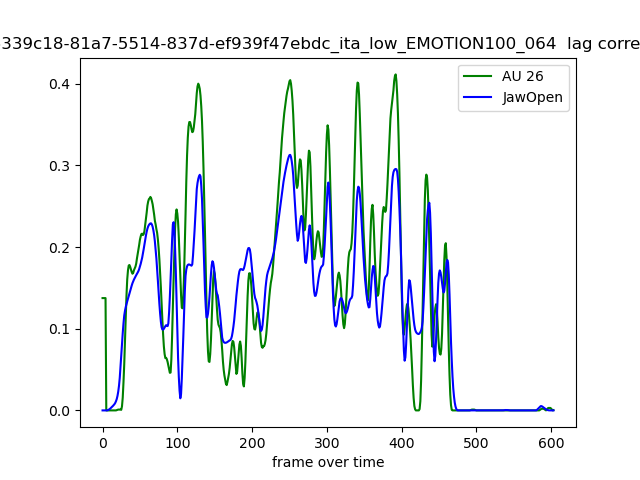 339c18-81a7-5514-837d-ef939f47ebdc_ita_low_EMOTION100_064  lag corre
AU 26
JawOpen
0.4
0.3
0.2
0.1
0.0
0 100 200 300 400 500 600
frame over time